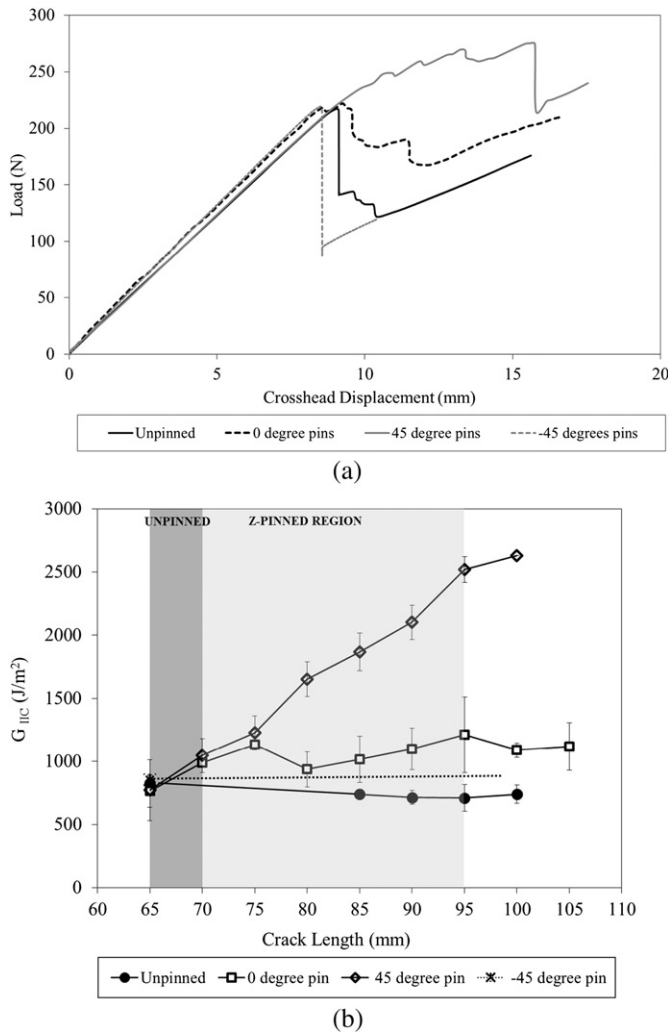 300
250
200
150
100
50
0
Load (N)
0 5 10 15 20
Crosshead Displacement (mm)
Unpinned 0 degree pins 45 degree pins -45 degrees pins
(a)
3000
UNPINNED Z-PINNED REGION
2500
2000
1500
1000
500
0
G IIC (J/m²)
60 65 70 75 80 85 90 95 100 105 110
Crack Length (mm)
Unpinned 0 degree pin 45 degree pin -45 degree pin
(b)